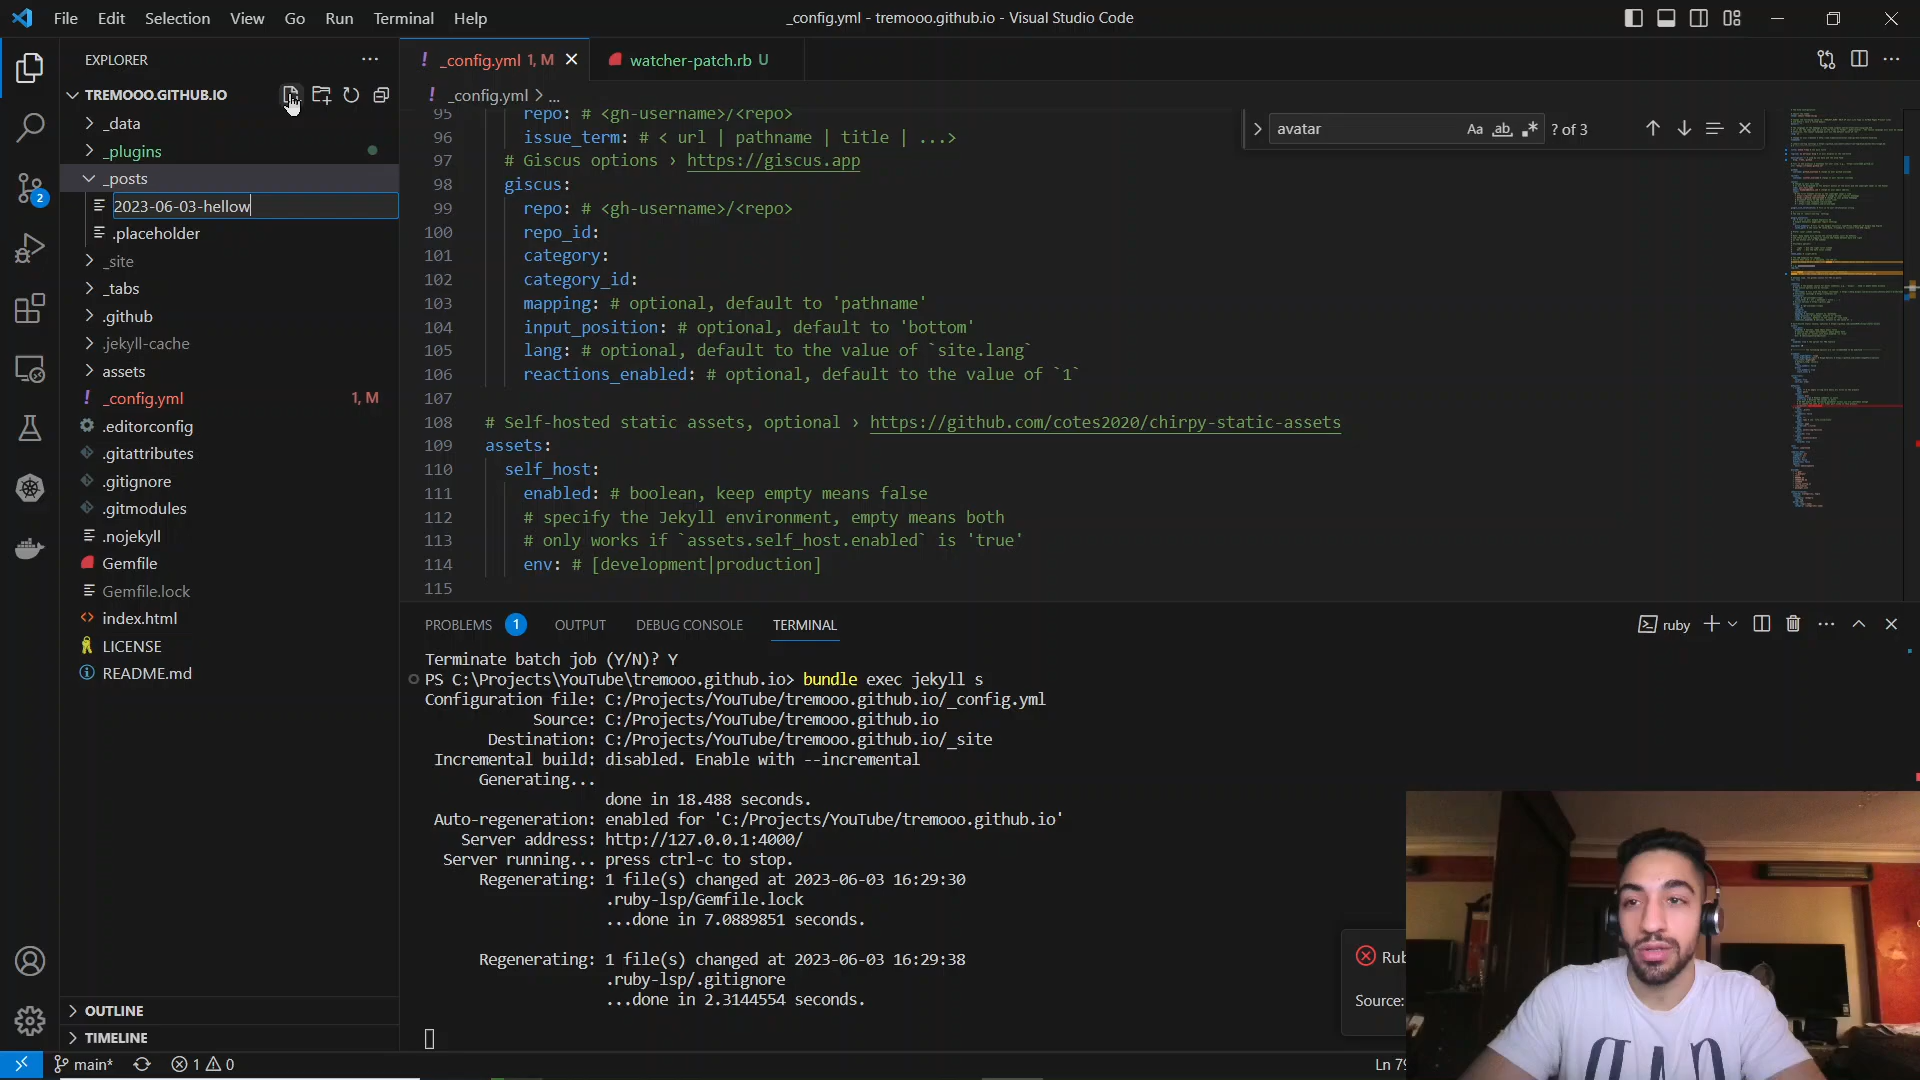 File Edit Selection View Go Run Terminal Help
_config.yml - tremooo.github.io - Visual Studio Code
EXPLORER
TREMOOO.GITHUB.IO
_data
_plugins
_posts
2023-06-03-hellow
.placeholder
_site
_tabs
.github
.jekyll-cache
assets
_config.yml 1, M
.editorconfig
.gitattributes
.gitignore
.gitmodules
.nojekyll
Gemfile
Gemfile.lock
index.html
LICENSE
README.md
OUTLINE
TIMELINE
2
_config.yml 1, M
watcher-patch.rb U
_config.yml > ...
avatar
Aa ab
? of 3
95 repo: # <gh-username>/<repo>
96 issue_term: # < url | pathname | title | ...>
97 # Giscus options › https://giscus.app
98 giscus:
99 repo: # <gh-username>/<repo>
100 repo_id:
101 category:
102 category_id:
103 mapping: # optional, default to 'pathname'
104 input_position: # optional, default to 'bottom'
105 lang: # optional, default to the value of `site.lang`
106 reactions_enabled: # optional, default to the value of `1`
107
108 # Self-hosted static assets, optional › https://github.com/cotes2020/chirpy-static-assets
109 assets:
110 self_host:
111 enabled: # boolean, keep empty means false
112 # specify the Jekyll environment, empty means both
113 # only works if `assets.self_host.enabled` is 'true'
114 env: # [development|production]
115
PROBLEMS 1 OUTPUT DEBUG CONSOLE TERMINAL
ruby
Terminate batch job (Y/N)? Y
PS C:\Projects\YouTube\tremooo.github.io> bundle exec jekyll s
Configuration file: C:/Projects/YouTube/tremooo.github.io/_config.yml
Source: C:/Projects/YouTube/tremooo.github.io
Destination: C:/Projects/YouTube/tremooo.github.io/_site
Incremental build: disabled. Enable with --incremental
Generating...
done in 18.488 seconds.
Auto-regeneration: enabled for 'C:/Projects/YouTube/tremooo.github.io'
Server address: http://127.0.0.1:4000/
Server running... press ctrl-c to stop.
Regenerating: 1 file(s) changed at 2023-06-03 16:29:30
.ruby-lsp/Gemfile.lock
...done in 7.0889851 seconds.
Regenerating: 1 file(s) changed at 2023-06-03 16:29:38
.ruby-lsp/.gitignore
...done in 2.3144554 seconds.
Rub
Source:
main* 1 0
Ln 79